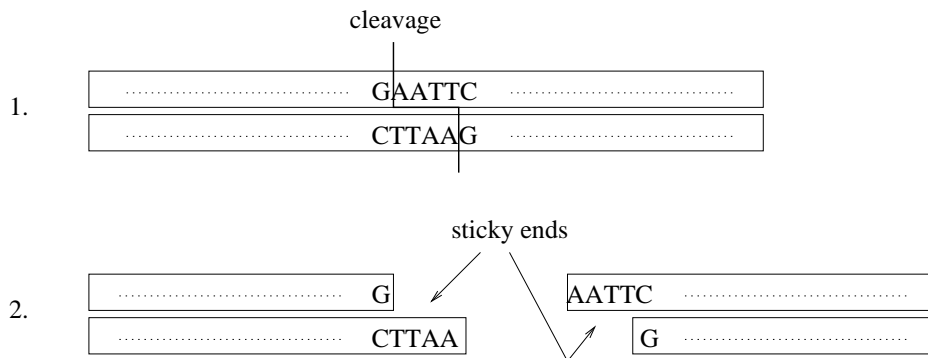 cleavage
1. GAATTC
CTTAAG
sticky ends
2. G AATTC
CTTAA G